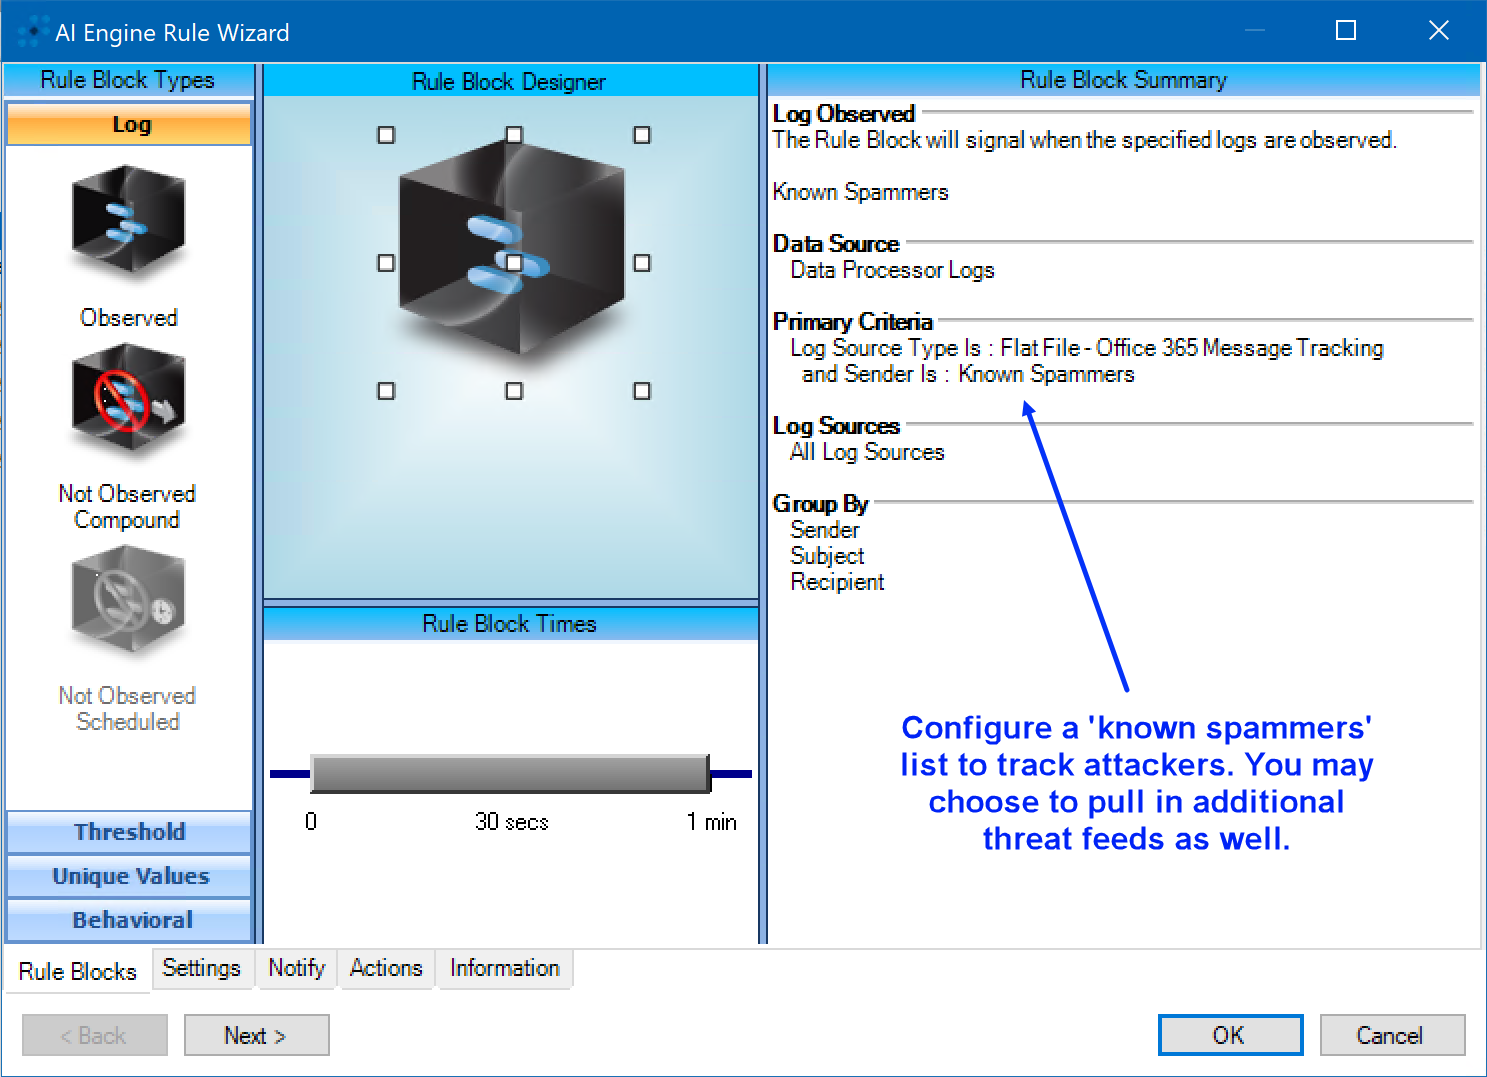 AI Engine Rule Wizard
Rule Block Types
Log
Observed
Not Observed
Compound
Not Observed
Scheduled
Threshold
Unique Values
Behavioral
Rule Block Designer
Rule Block Times
0
30 secs
1 min
Rule Block Summary
Log Observed
The Rule Block will signal when the specified logs are observed.
Known Spammers
Data Source
Data Processor Logs
Primary Criteria
Log Source Type Is : Flat File - Office 365 Message Tracking
and Sender Is : Known Spammers
Log Sources
All Log Sources
Group By
Sender
Subject
Recipient
Configure a 'known spammers'
list to track attackers. You may
choose to pull in additional
threat feeds as well.
Rule Blocks
Settings
Notify
Actions
Information
< Back
Next >
OK
Cancel